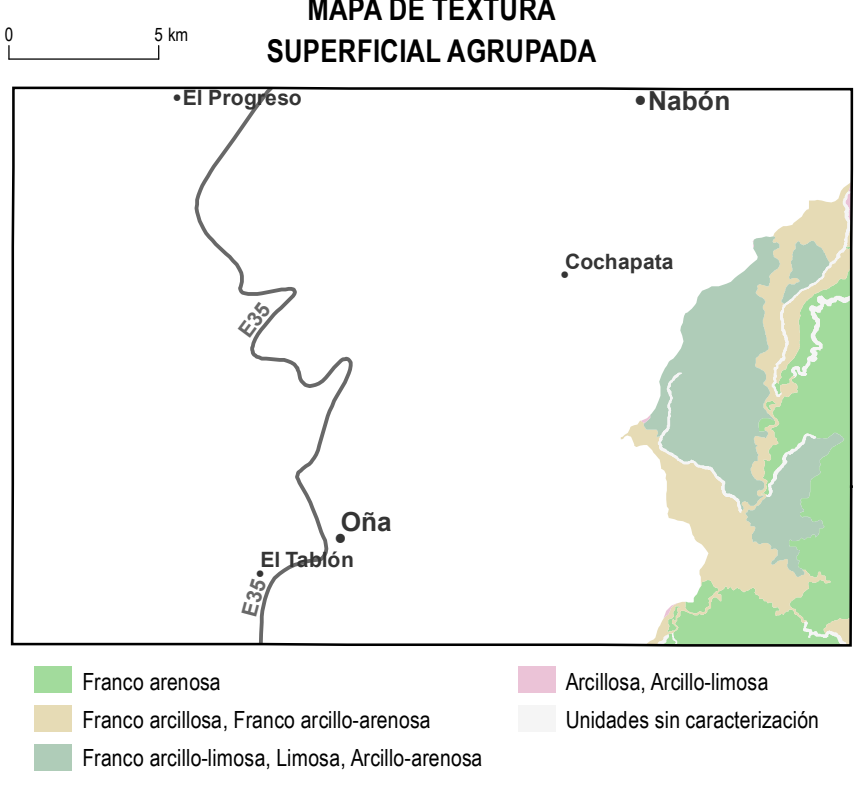 MAPA DE TEXTURA
SUPERFICIAL AGRUPADA
0 5 km
El Progreso
Nabón
Cochapata
E35
Oña
El Tablón
E35
Franco arenosa
Franco arcillosa, Franco arcillo-arenosa
Franco arcillo-limosa, Limosa, Arcillo-arenosa
Arcillosa, Arcillo-limosa
Unidades sin caracterización